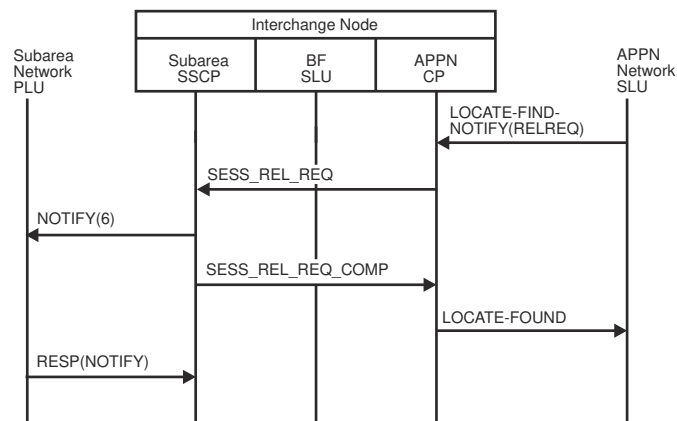 Interchange Node
Subarea
Network
PLU
Subarea
SSCP
BF
SLU
APPN
CP
APPN
Network
SLU
LOCATE-FIND-
NOTIFY(RELREQ)
SESS_REL_REQ
NOTIFY(6)
SESS_REL_REQ_COMP
LOCATE-FOUND
RESP(NOTIFY)